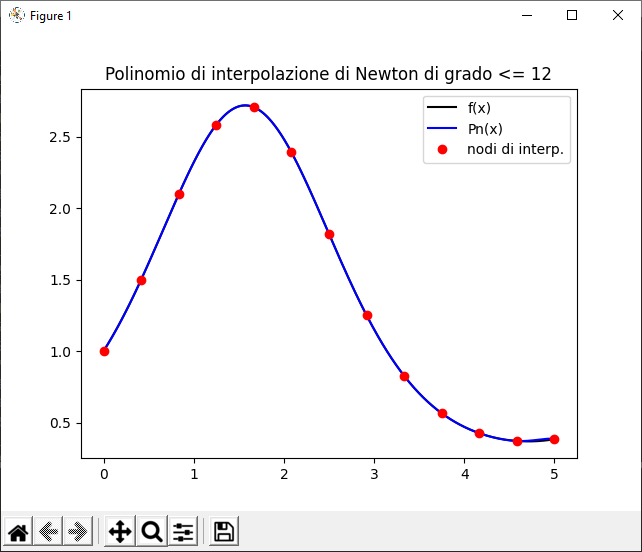 Figure 1
Polinomio di interpolazione di Newton di grado <= 12
f(x)
Pn(x)
nodi di interp.
2.5
2.0
1.5
1.0
0.5
0 1 2 3 4 5